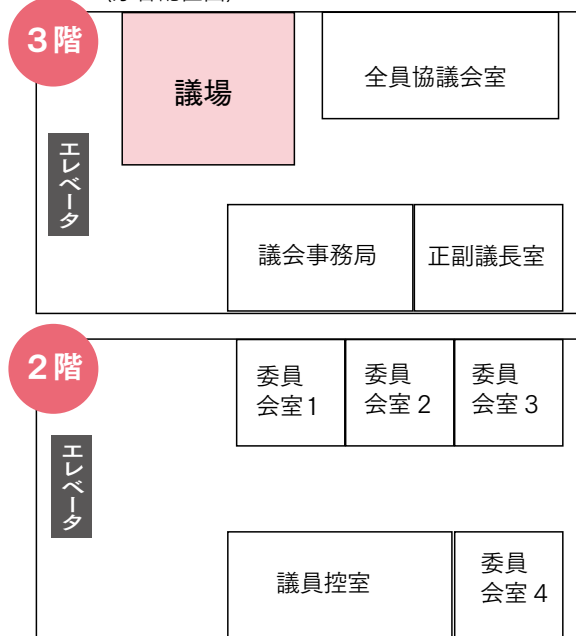 3階
議場
全員協議会室
エレベータ
議会事務局
正副議長室
2階
委員
会室1
委員
会室2
委員
会室3
エレベータ
議員控室
委員
会室4